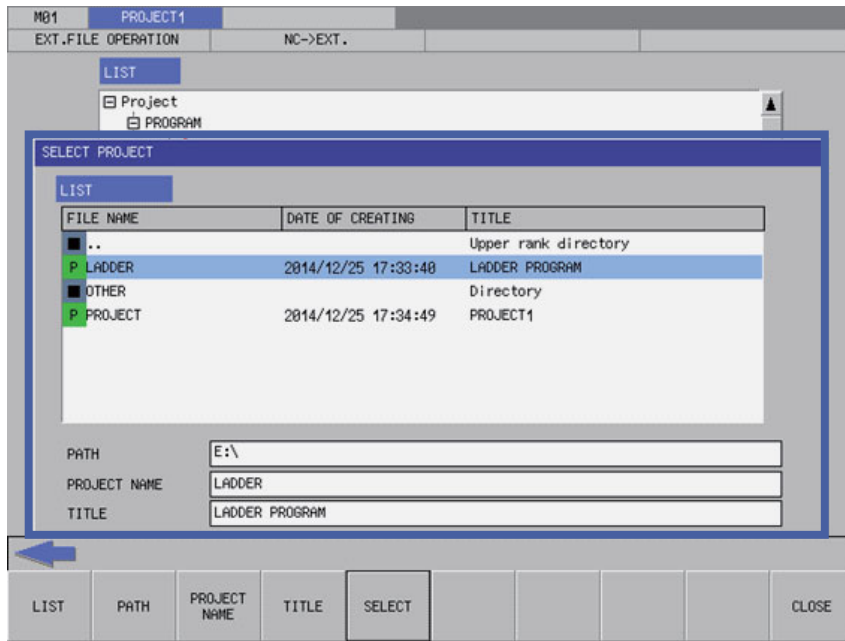 M01 PROJECT1
EXT.FILE OPERATION NC->EXT.
LIST
Project
PROGRAM
SELECT PROJECT
LIST
FILE NAME DATE OF CREATING TITLE
.. Upper rank directory
P LADDER 2014/12/25 17:33:40 LADDER PROGRAM
OTHER Directory
P PROJECT 2014/12/25 17:34:49 PROJECT1
PATH E:\
PROJECT NAME LADDER
TITLE LADDER PROGRAM
LIST PATH PROJECT NAME TITLE SELECT CLOSE